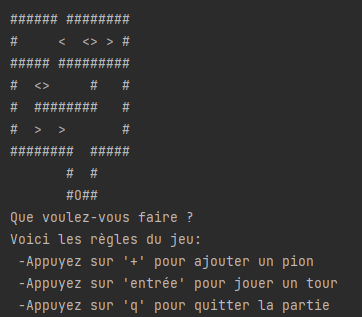 ###### ########
#     <  <> > #
##### #########
#  <>     #   #
#  ########   #
#  >  >       #
########  #####
       #  #
       #O##
Que voulez-vous faire ?
Voici les règles du jeu:
 -Appuyez sur '+' pour ajouter un pion
 -Appuyez sur 'entrée' pour jouer un tour
 -Appuyez sur 'q' pour quitter la partie